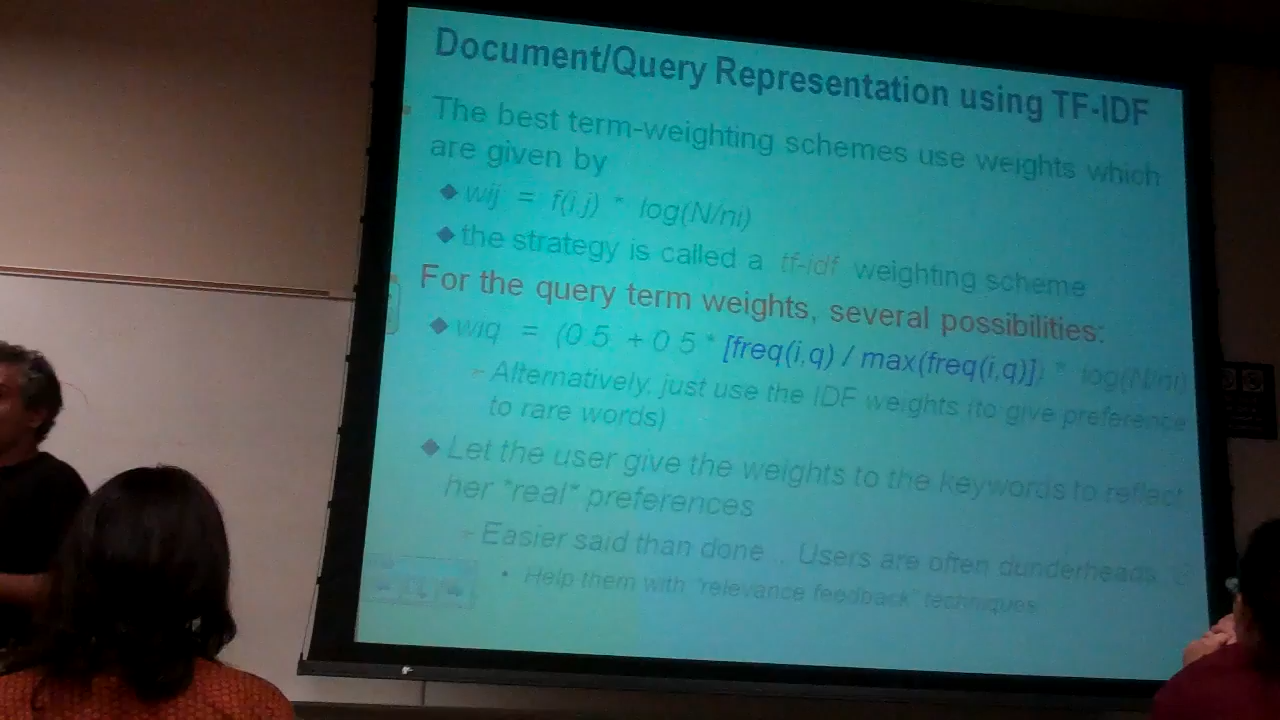 Document/Query Representation using TF-IDF
The best term-weighting schemes use weights which
are given by
wij = f(i,j) * log(N/ni)
the strategy is called a tf-idf weighting scheme
For the query term weights, several possibilities:
wiq = (0.5 + 0.5 * [freq(i,q) / max(freq(i,q)]) * log(N/ni)
- Alternatively, just use the IDF weights (to give preference
to rare words)
Let the user give the weights to the keywords to reflect
her *real* preferences
- Easier said than done... Users are often dunderheads
• Help them with "relevance feedback" techniques